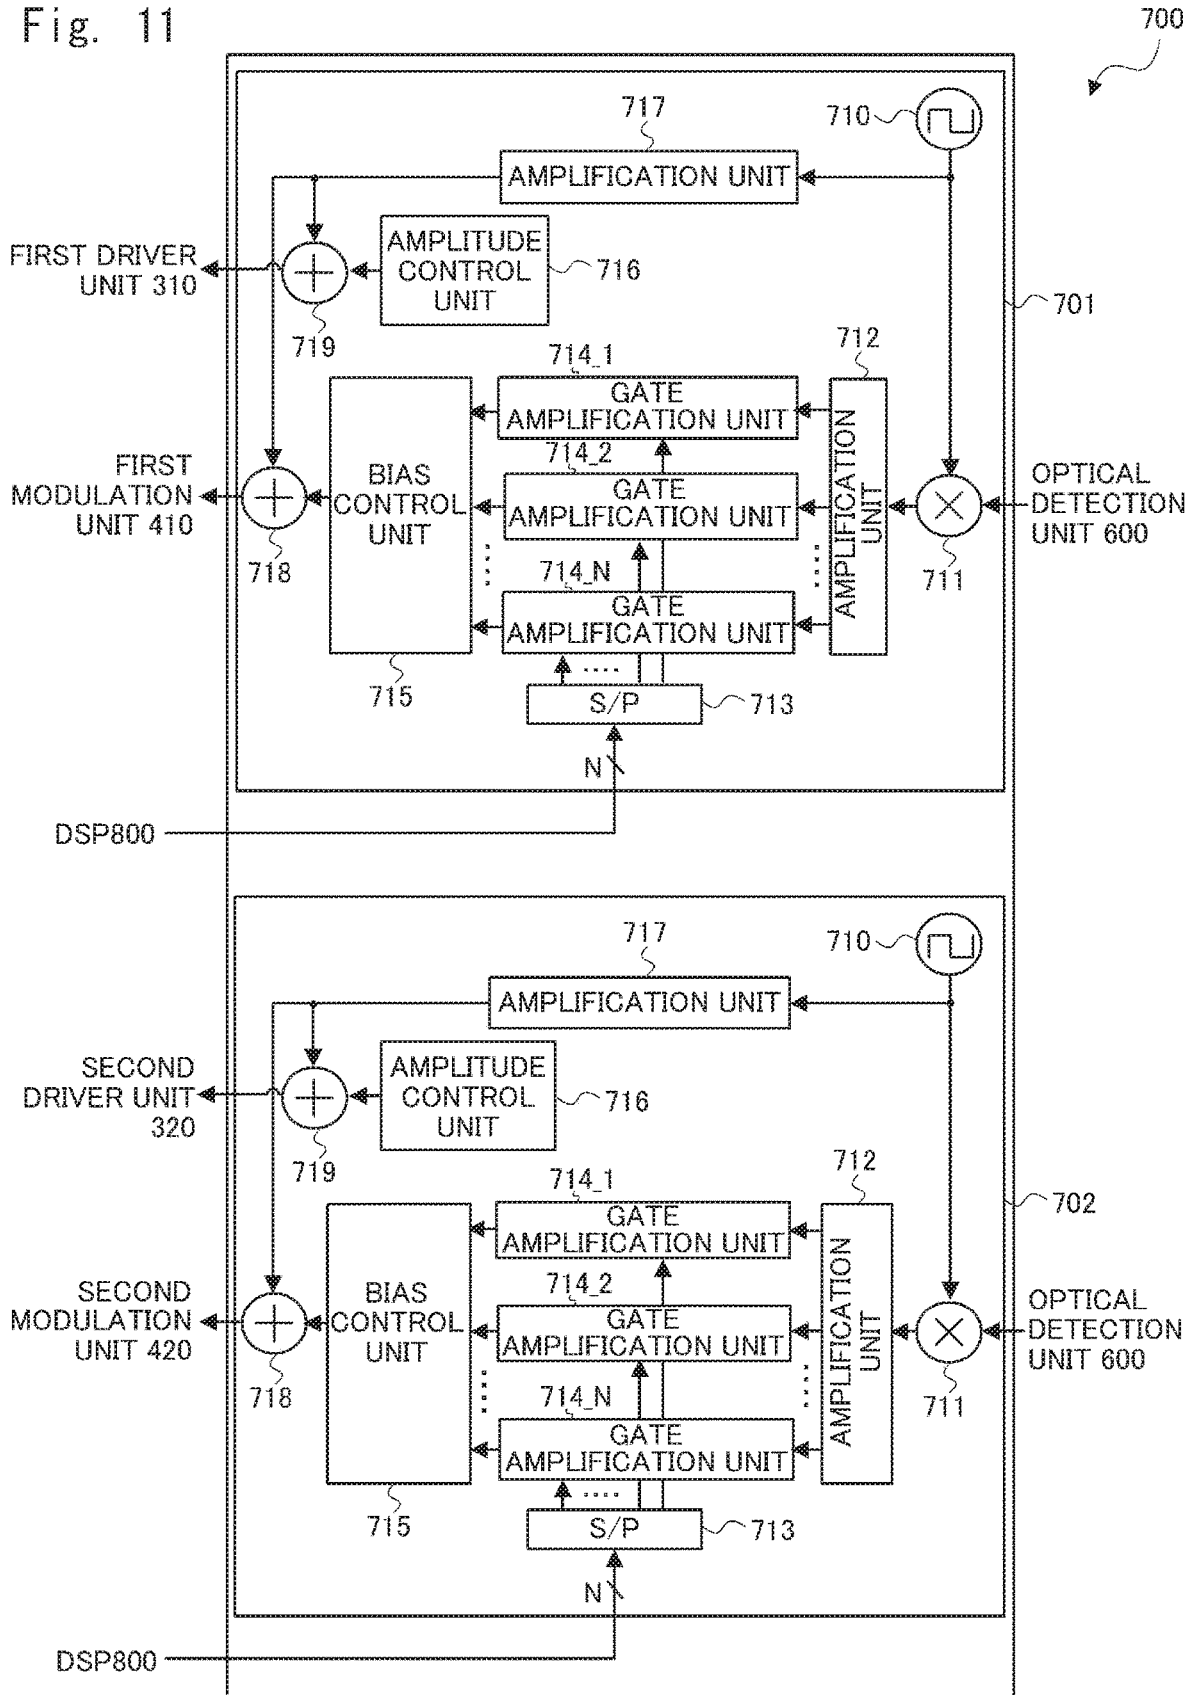 Fig. 11
700
717
710
AMPLIFICATION UNIT
FIRST DRIVER
UNIT 310
AMPLITUDE
CONTROL
UNIT
716
701
719
712
714_1
GATE
AMPLIFICATION UNIT
714_2
GATE
AMPLIFICATION UNIT
714_N
GATE
AMPLIFICATION UNIT
AMPLIFICATION
UNIT
FIRST
MODULATION
UNIT 410
BIAS
CONTROL
UNIT
OPTICAL
DETECTION
UNIT 600
718
711
715
S/P
713
N
DSP800
717
710
AMPLIFICATION UNIT
SECOND
DRIVER UNIT
320
AMPLITUDE
CONTROL
UNIT
716
719
712
702
714_1
GATE
AMPLIFICATION UNIT
714_2
GATE
AMPLIFICATION UNIT
714_N
GATE
AMPLIFICATION UNIT
AMPLIFICATION
UNIT
SECOND
MODULATION
UNIT 420
BIAS
CONTROL
UNIT
OPTICAL
DETECTION
UNIT 600
718
711
715
S/P
713
N
DSP800